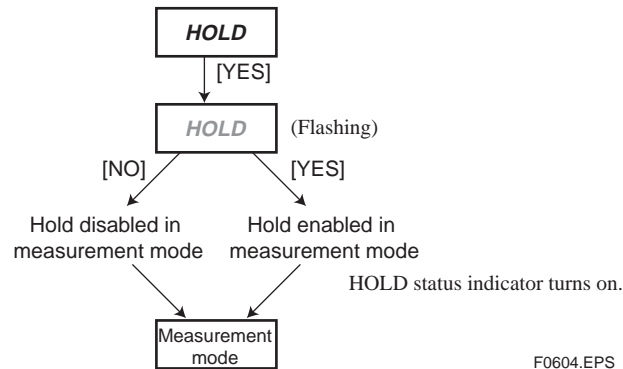 HOLD
[YES]
HOLD
(Flashing)
[NO]
[YES]
Hold disabled in
measurement mode
Hold enabled in
measurement mode
HOLD status indicator turns on.
Measurement
mode
F0604.EPS